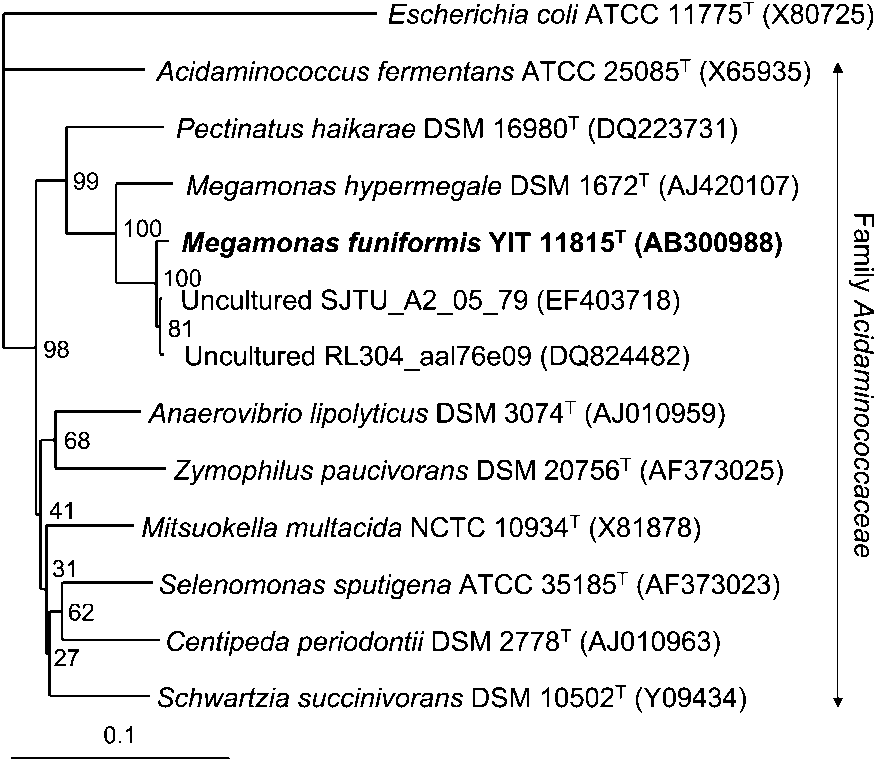 Escherichia coli ATCC 11775ᵀ (X80725)
Acidaminococcus fermentans ATCC 25085ᵀ (X65935)
Pectinatus haikarae DSM 16980ᵀ (DQ223731)
99
Megamonas hypermegale DSM 1672ᵀ (AJ420107)
100
Megamonas funiformis YIT 11815ᵀ (AB300988)
100
Uncultured SJTU_A2_05_79 (EF403718)
81
Uncultured RL304_aal76e09 (DQ824482)
98
Anaerovibrio lipolyticus DSM 3074ᵀ (AJ010959)
68
Zymophilus paucivorans DSM 20756ᵀ (AF373025)
41
Mitsuokella multacida NCTC 10934ᵀ (X81878)
31
Selenomonas sputigena ATCC 35185ᵀ (AF373023)
62
Centipeda periodontii DSM 2778ᵀ (AJ010963)
27
Schwartzia succinivorans DSM 10502ᵀ (Y09434)
0.1
Family Acidaminococcaceae